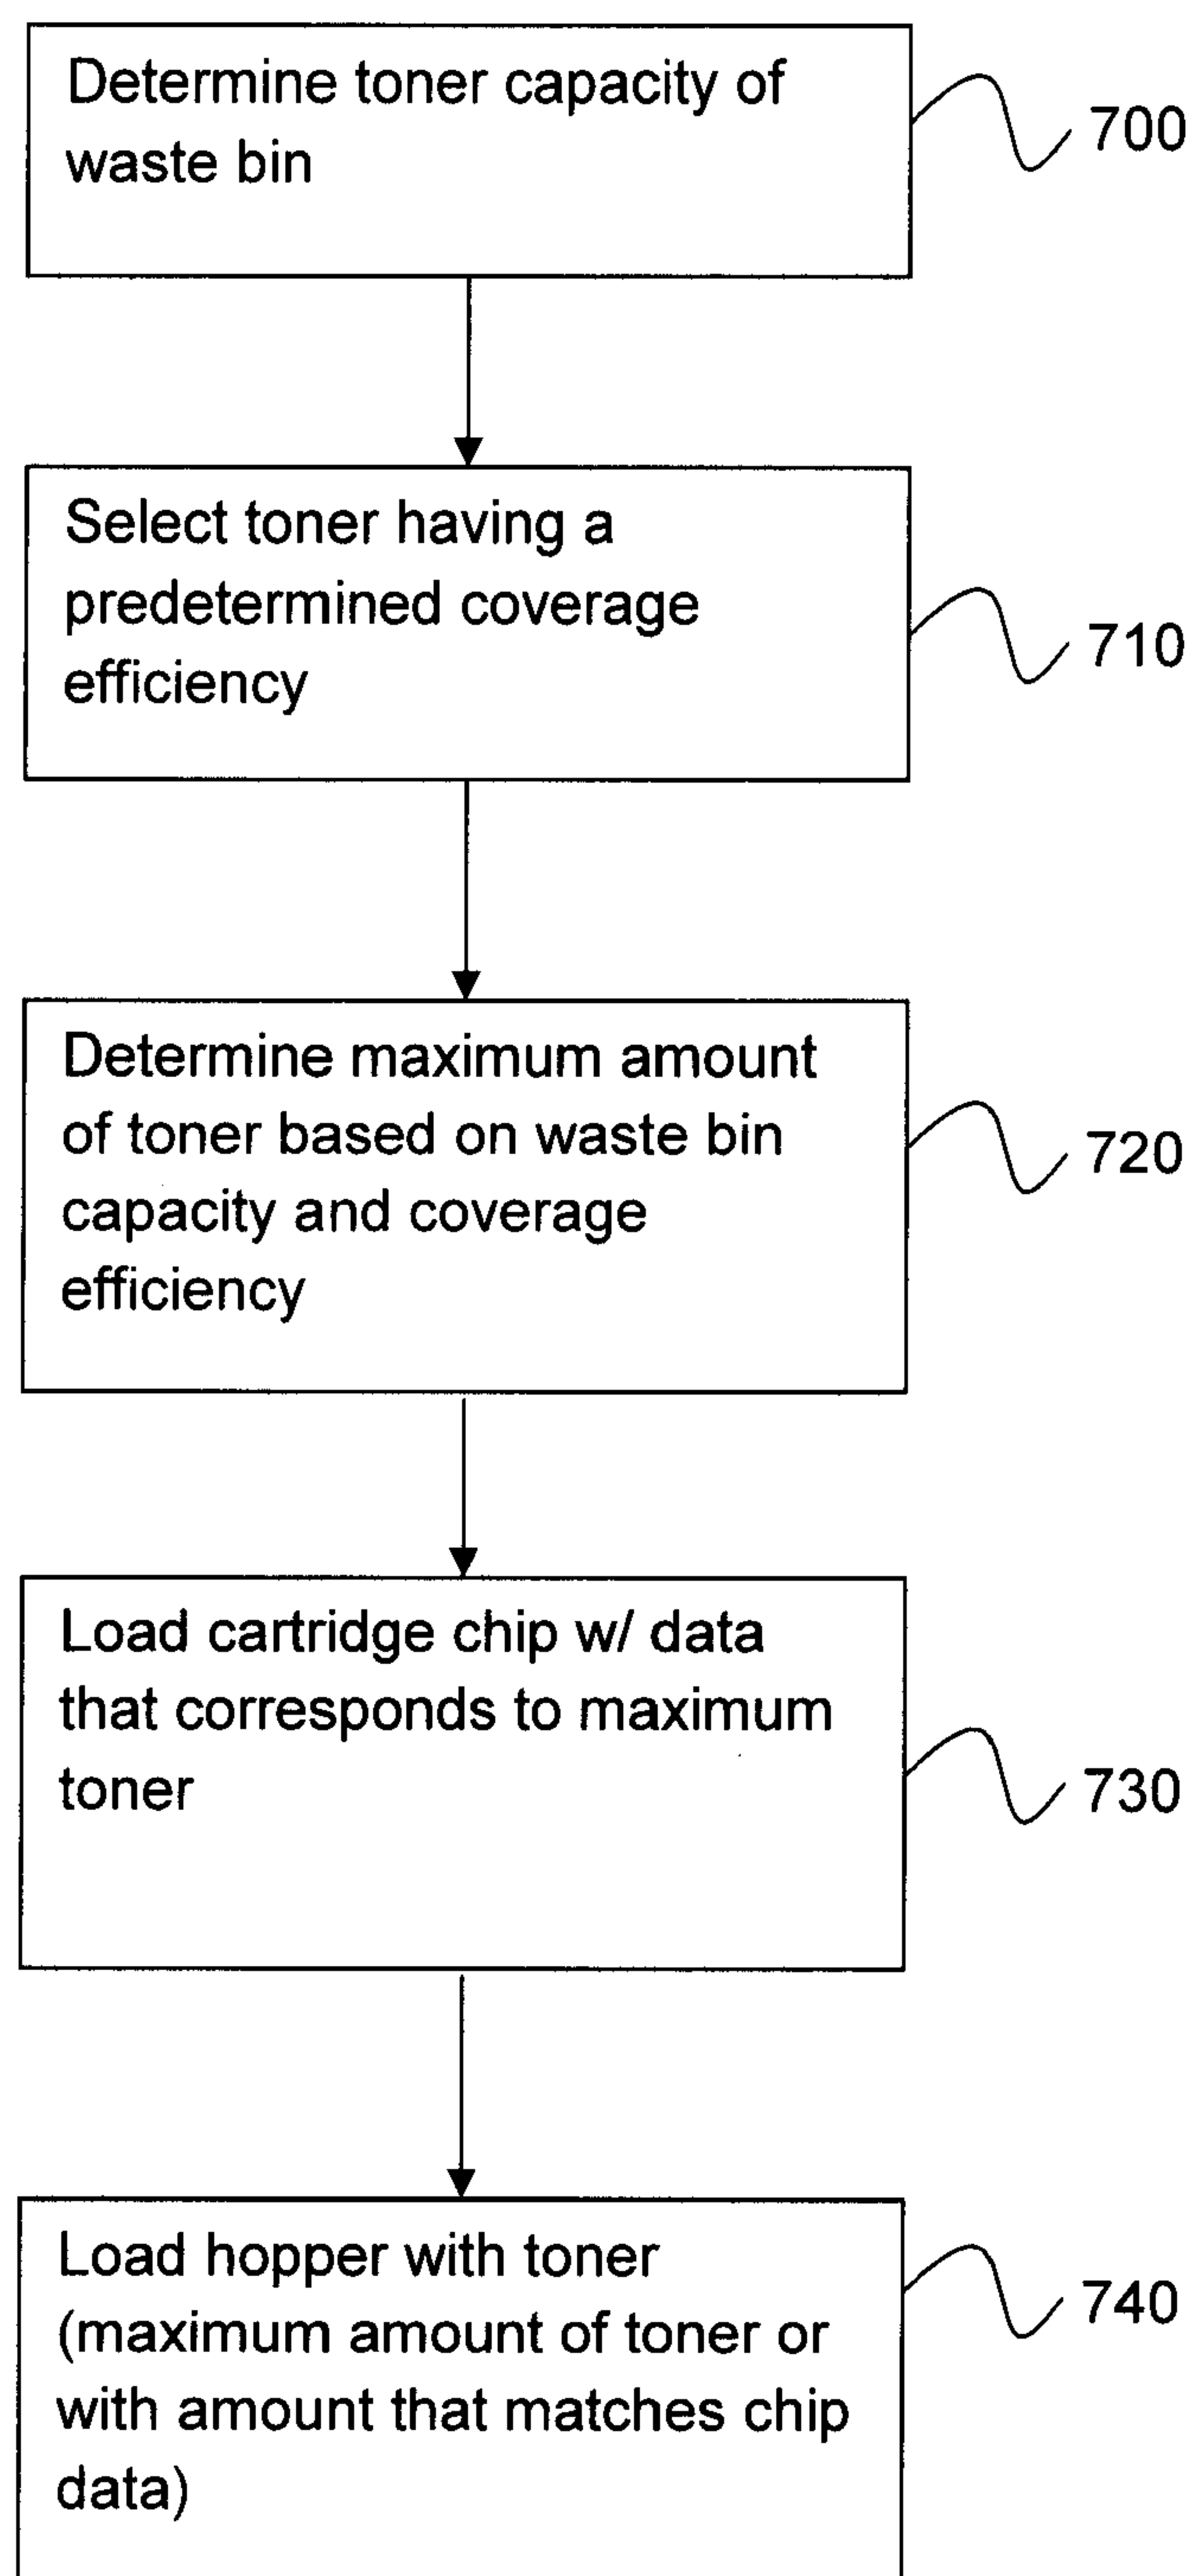 Determine toner capacity of
waste bin
700
Select toner having a
predetermined coverage
efficiency
710
Determine maximum amount
of toner based on waste bin
capacity and coverage
efficiency
720
Load cartridge chip w/ data
that corresponds to maximum
toner
730
Load hopper with toner
(maximum amount of toner or
with amount that matches chip
data)
740